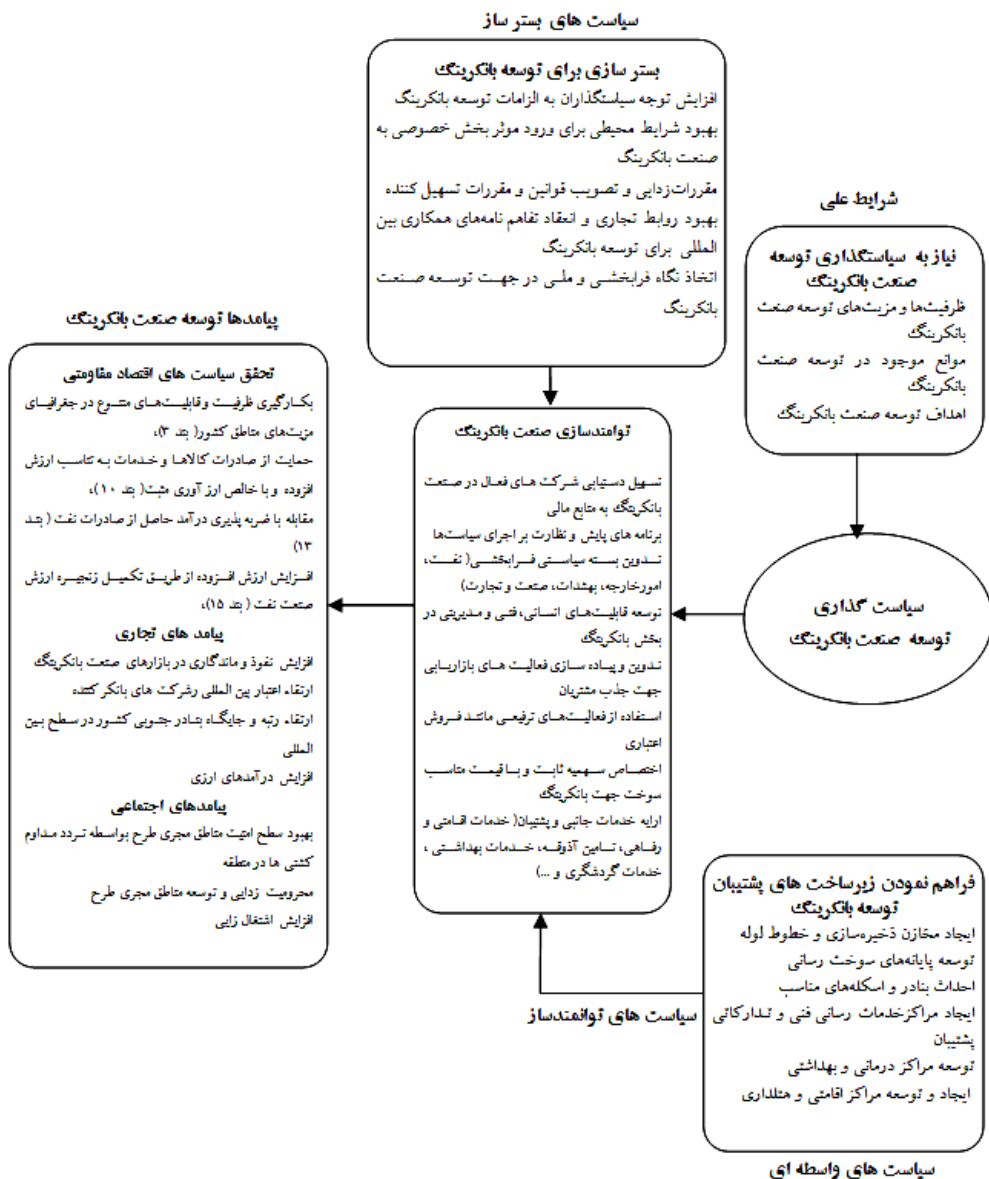 سیاست های بستر ساز
بستر سازی برای توسعه بانکرینگ
افزایش توجه سیاستگذاران به الزامات توسعه بانکرینگ
بهبود شرایط محیطی برای ورود موثر بخش خصوصی به
صنعت بانکرینگ
مقررات‌زدایی و تصویب قوانین و مقررات تسهیل کننده
بهبود روابط تجاری و انعقاد تفاهم نامه‌های همکاری بین
المللی برای توسعه بانکرینگ
اتخاذ نگاه فرابخشی و ملی در جهت توسعه صنعت
بانکرینگ
شرایط علی
نیاز به سیاستگذاری توسعه
صنعت بانکرینگ
ظرفیت‌ها و مزیت‌های توسعه صنعت
بانکرینگ
موانع موجود در توسعه صنعت
بانکرینگ
اهداف توسعه صنعت بانکرینگ
سیاست گذاری
توسعه صنعت بانکرینگ
توانمندسازی صنعت بانکرینگ
تسهیل دستیابی شرکت های فعال در صنعت
بانکرینگ به منابع مالی
برنامه های پایش و نظارت بر اجرای سیاست‌ها
تدوین بسته سیاستی فرابخشی( نفت،
امورخارجه، بهشدات، صنعت و تجارت)
توسعه قابلیت‌های انسانی، فنی و مدیریتی در
بخش بانکرینگ
تدوین و پیاده سازی فعالیت های بازاریابی
جهت جذب مشتریان
استفاده از فعالیت‌های ترفیعی مانند فروش
اعتباری
اختصاص سهمیه ثابت و با قیمت مناسب
سوخت جهت بانکرینگ
ارایه خدمات جانبی و پشتیبان( خدمات اقامتی و
رفاهی، تامین آذوقه، خدمات بهداشتی ،
خدمات گردشگری و ...)
پیامدها توسعه صنعت بانکرینگ
تحقق سیاست های اقتصاد مقاومتی
بکارگیری ظرفیت و قابلیت‌های متنوع در جغرافیای
مزیت‌های مناطق کشور( بند ۳)،
حمایت از صادرات کالاها و خدمات به تناسب ارزش
افزوده و با خالص ارز آوری مثبت( بند ۱۰)،
مقابله با ضربه پذیری درآمد حاصل از صادرات نفت ( بند
۱۳)
افزایش ارزش افزوده از طریق تکمیل زنجیره ارزش
صنعت نفت ( بند ۱۵)،
پیامد های تجاری
افزایش نفوذ و ماندگاری در بازارهای صنعت بانکرینگ
ارتقاء اعتبار بین المللی رشرکت های بانکر کننده
ارتقاء رتبه و جایگاه بنادر جنوبی کشور در سطح بین
المللی
افزایش درآمدهای ارزی
پیامدهای اجتماعی
بهبود سطح امنیت مناطق مجری طرح بواسطه تردد مداوم
کشتی ها در منطقه
محرومیت زدایی و توسعه مناطق مجری طرح
افزایش اشتغال زایی
فراهم نمودن زیرساخت های پشتیبان
توسعه بانکرینگ
ایجاد مخازن ذخیره‌سازی و خطوط لوله
توسعه پایانه‌های سوخت رسانی
احداث بنادر و اسکله‌های مناسب
ایجاد مراکزخدمات رسانی فنی و تدارکاتی
پشتیبان
توسعه مراکز درمانی و بهداشتی
ایجاد و توسعه مراکز اقامتی و هتلداری
سیاست های توانمندساز
سیاست های واسطه ای